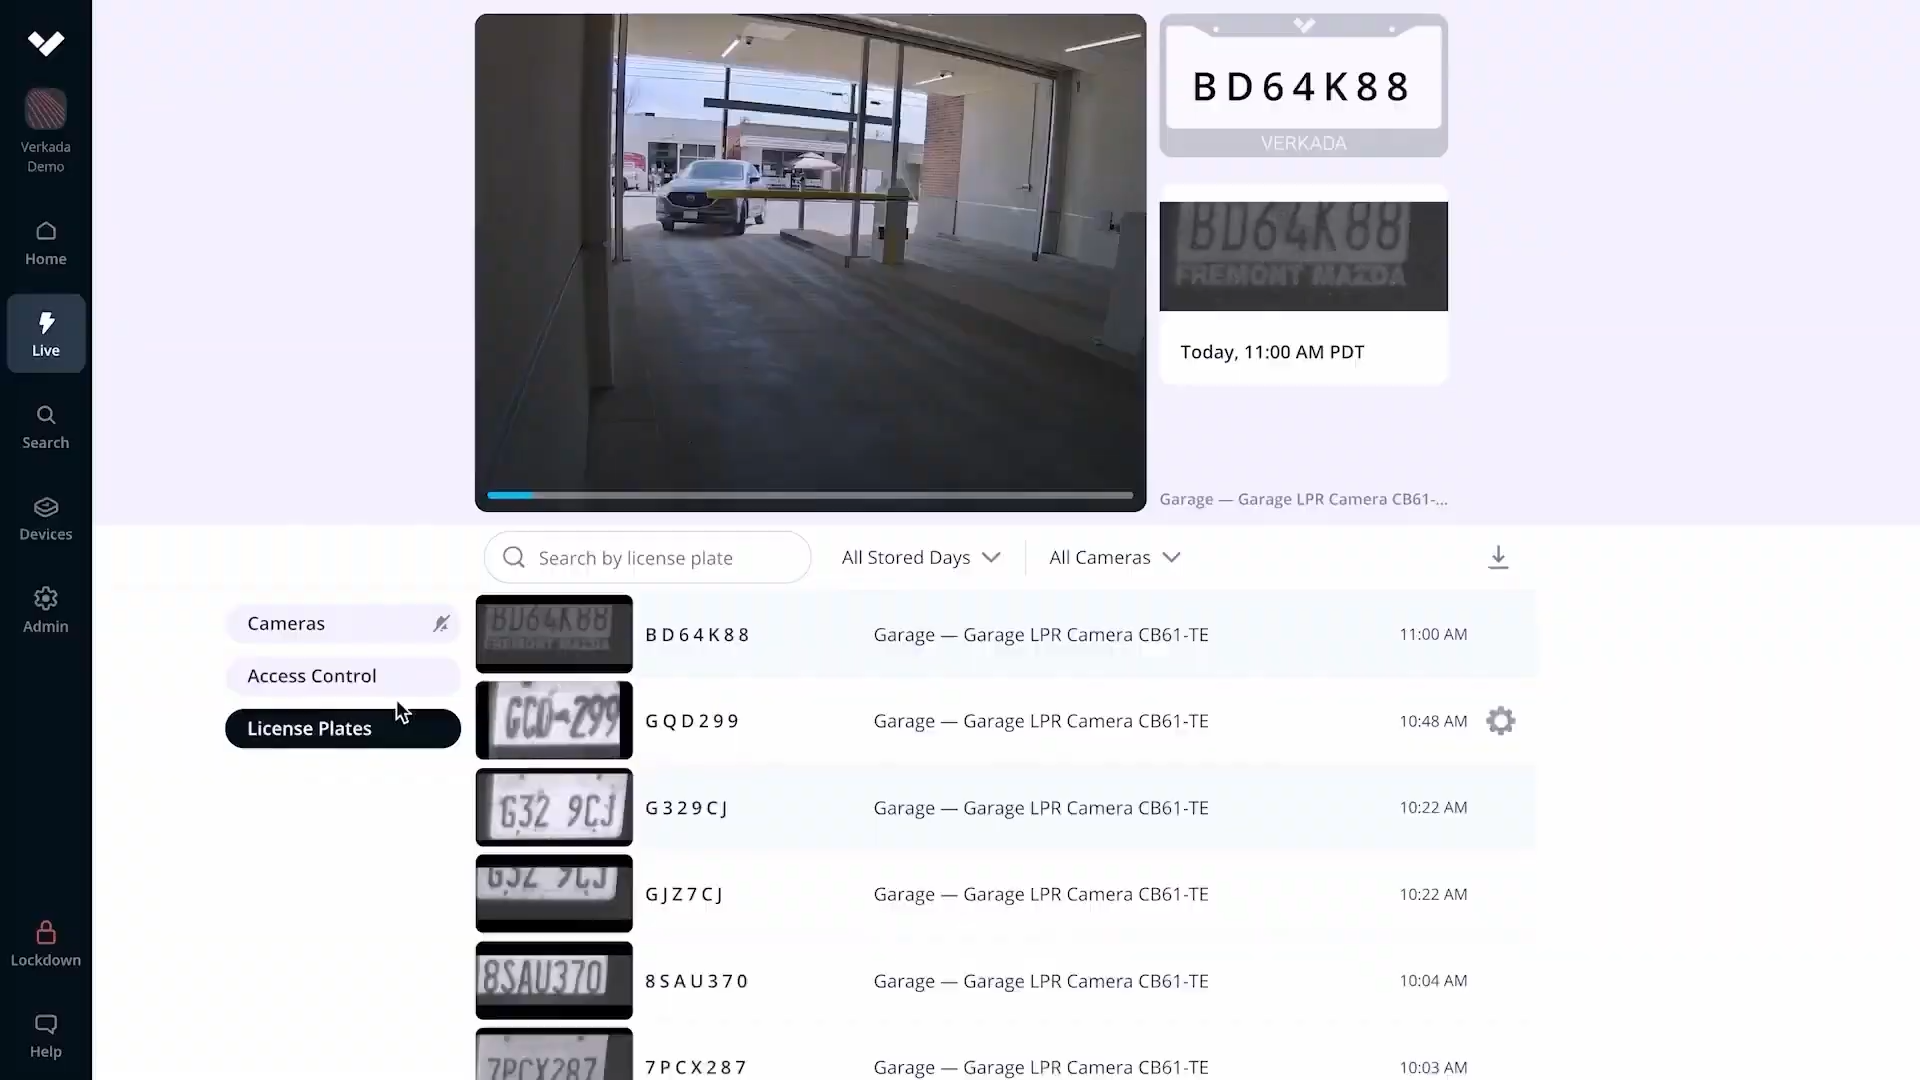 Verkada
Demo
Home
Live
Search
Devices
Admin
Lockdown
Help
BD64K88
VERKADA
BD64K88
FREMONT MAZDA
Today, 11:00 AM PDT
Garage — Garage LPR Camera CB61-...
Search by license plate
All Stored Days
All Cameras
Cameras
Access Control
License Plates
BD64K88
BD64K88 Garage — Garage LPR Camera CB61-TE 11:00 AM
GQD-299
GQD299 Garage — Garage LPR Camera CB61-TE 10:48 AM
G32 9CJ
G329CJ Garage — Garage LPR Camera CB61-TE 10:22 AM
G32 9CJ
GJZ7CJ Garage — Garage LPR Camera CB61-TE 10:22 AM
8SAU370
8SAU370 Garage — Garage LPR Camera CB61-TE 10:04 AM
7PCX287
7PCX287 Garage — Garage LPR Camera CB61-TE 10:03 AM